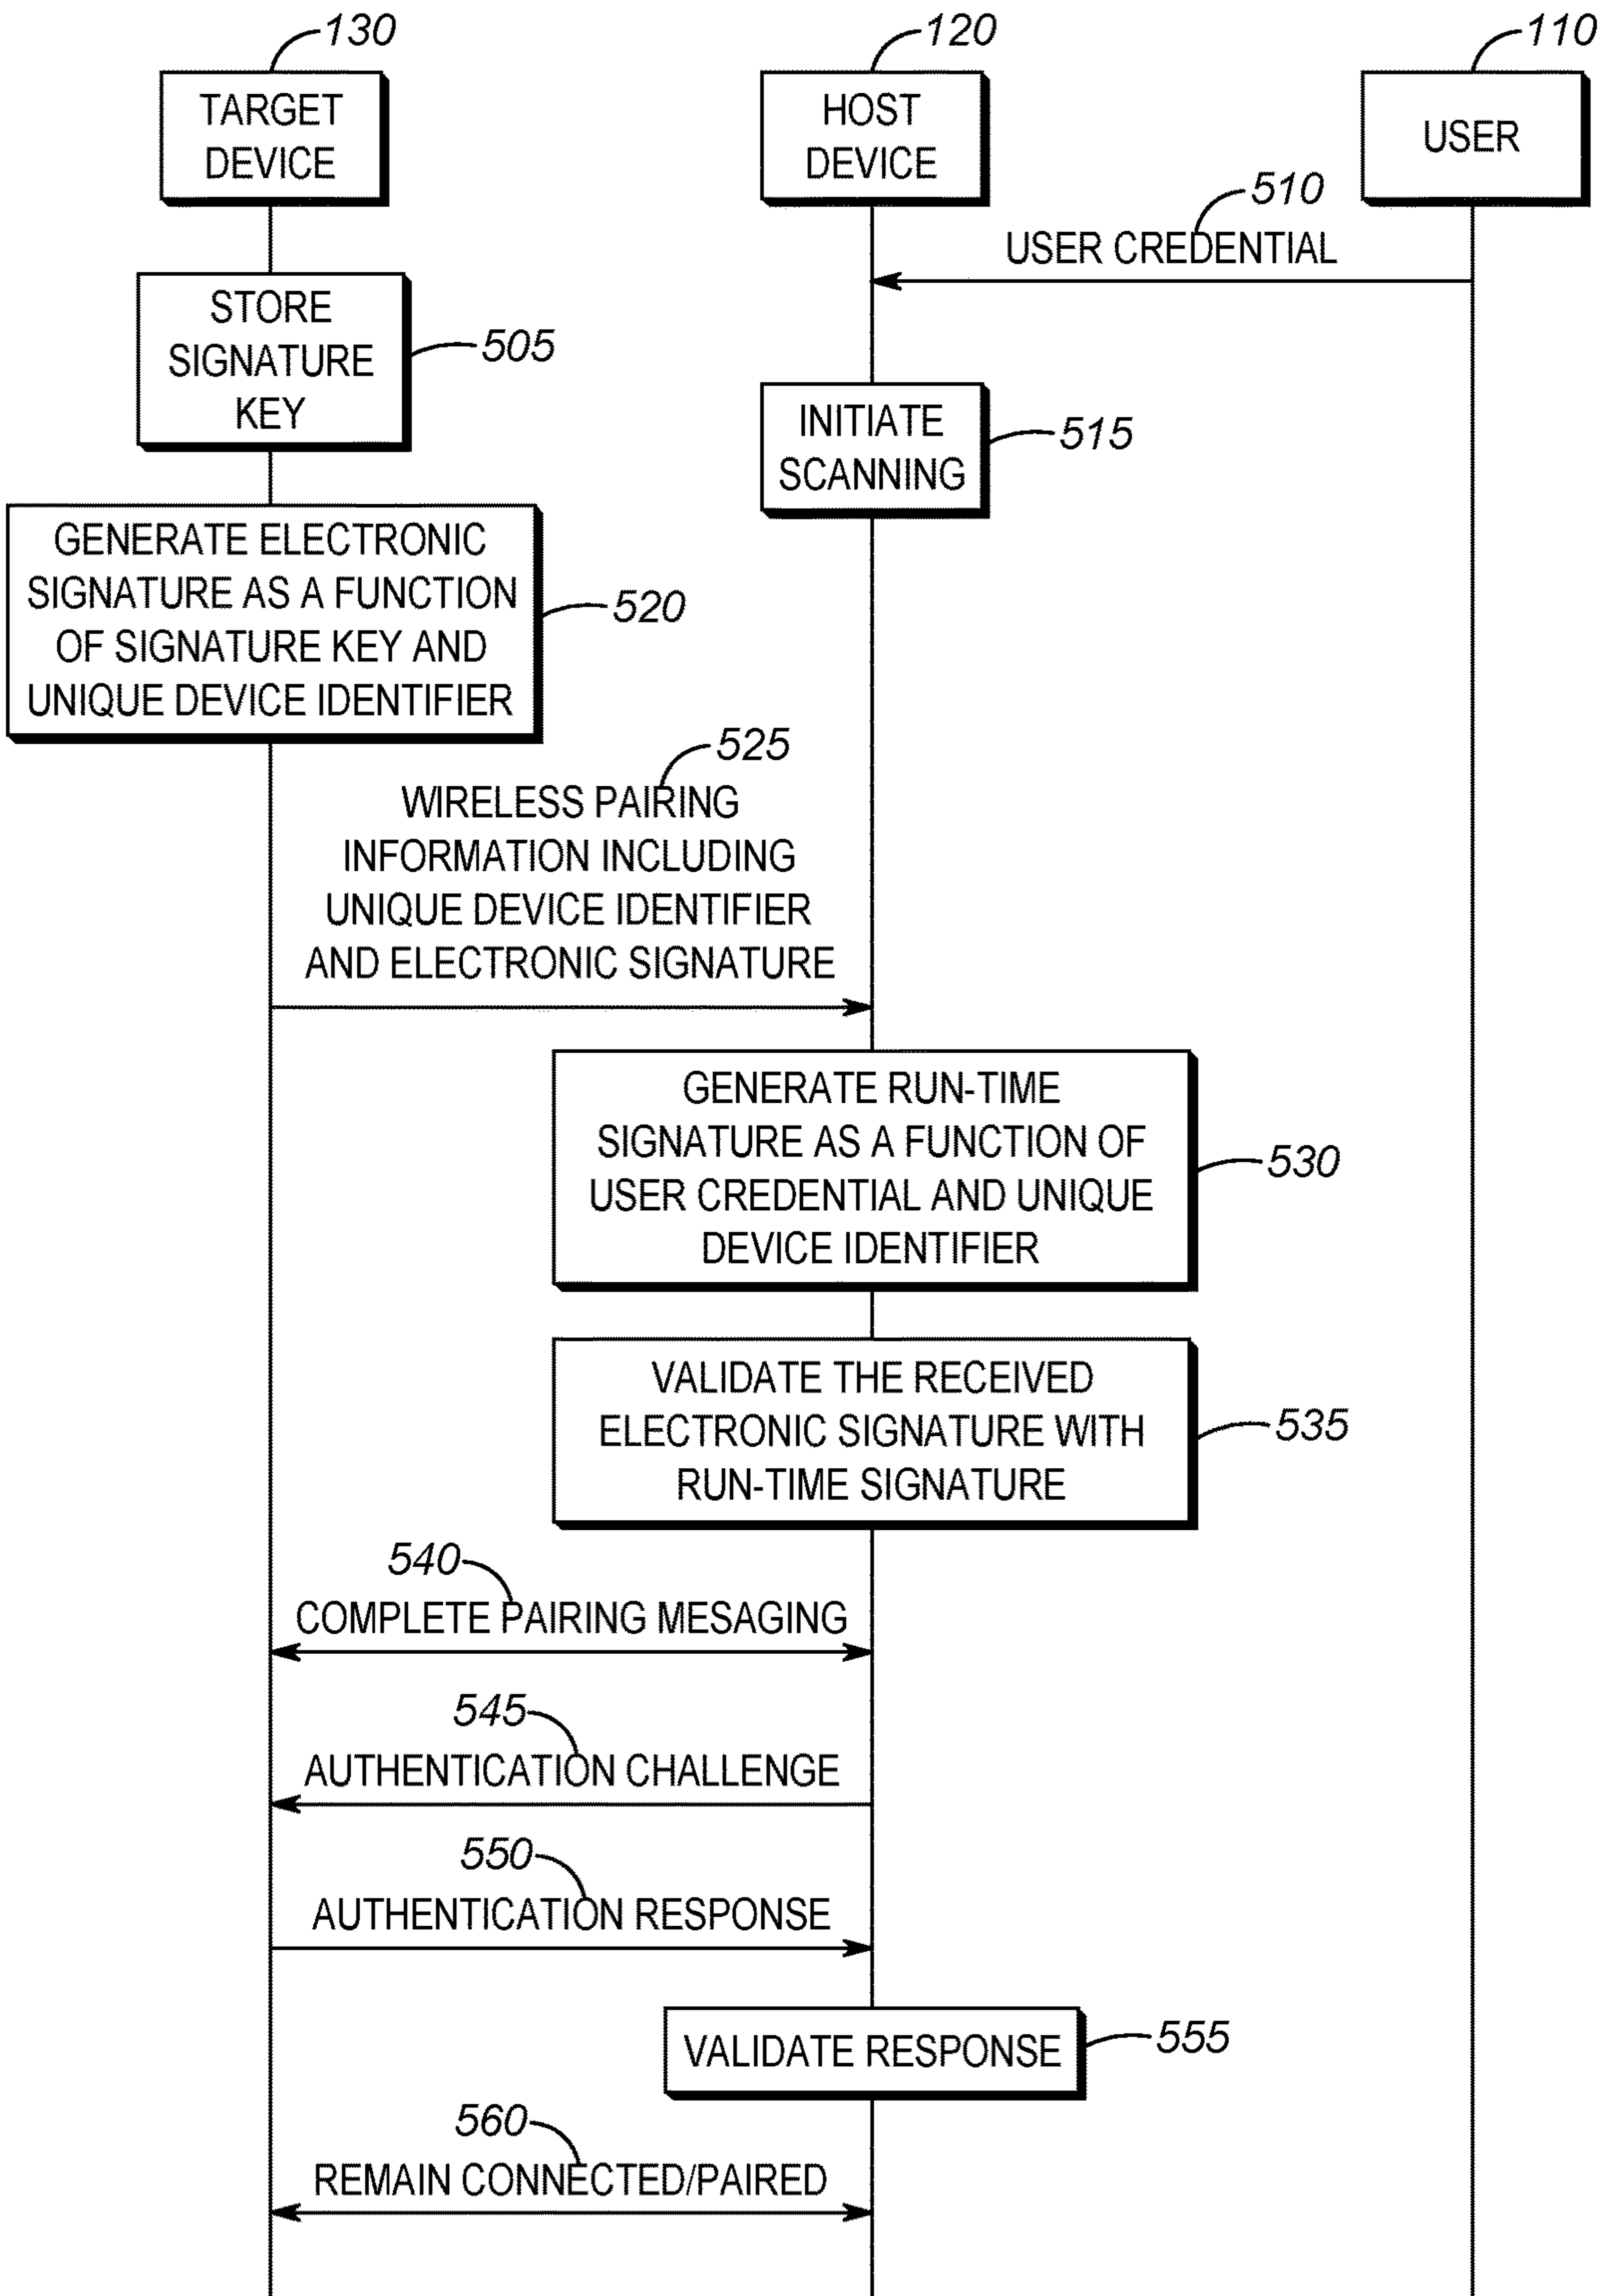 130
120
110
TARGET
DEVICE
HOST
DEVICE
USER
510
USER CREDENTIAL
STORE
SIGNATURE
KEY
505
INITIATE
SCANNING
515
GENERATE ELECTRONIC
SIGNATURE AS A FUNCTION
OF SIGNATURE KEY AND
UNIQUE DEVICE IDENTIFIER
520
525
WIRELESS PAIRING
INFORMATION INCLUDING
UNIQUE DEVICE IDENTIFIER
AND ELECTRONIC SIGNATURE
GENERATE RUN-TIME
SIGNATURE AS A FUNCTION OF
USER CREDENTIAL AND UNIQUE
DEVICE IDENTIFIER
530
VALIDATE THE RECEIVED
ELECTRONIC SIGNATURE WITH
RUN-TIME SIGNATURE
535
540
COMPLETE PAIRING MESAGING
545
AUTHENTICATION CHALLENGE
550
AUTHENTICATION RESPONSE
VALIDATE RESPONSE
555
560
REMAIN CONNECTED/PAIRED